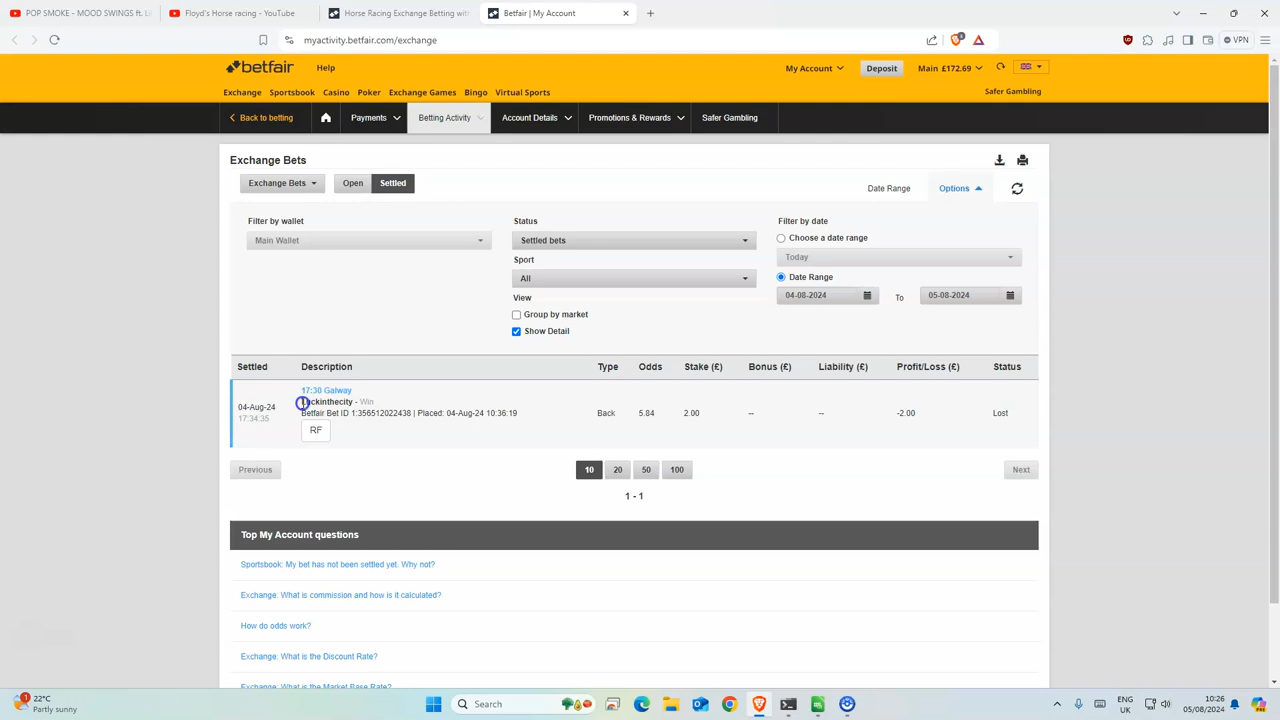 POP SMOKE - MOOD SWINGS ft. Li
Floyd's Horse racing - YouTube
Horse Racing Exchange Betting with
Betfair | My Account
myactivity.betfair.com/exchange
VPN
betfair
Help
My Account
Deposit
Main £172.69
Exchange
Sportsbook
Casino
Poker
Exchange Games
Bingo
Virtual Sports
Safer Gambling
Back to betting
Payments
Betting Activity
Account Details
Promotions & Rewards
Safer Gambling
Exchange Bets
Exchange Bets
Open
Settled
Date Range
Options
Filter by wallet
Status
Filter by date
Main Wallet
Settled bets
Choose a date range
Sport
Today
All
Date Range
View
04-08-2024
To
05-08-2024
Group by market
Show Detail
Settled
Description
Type
Odds
Stake (£)
Bonus (£)
Liability (£)
Profit/Loss (£)
Status
17:30 Galway
04-Aug-24
17:34:35
Luckinthecity - Win
Betfair Bet ID 1:356512022438 | Placed: 04-Aug-24 10:36:19
Back
5.84
2.00
--
--
-2.00
Lost
RF
Previous
10
20
50
100
Next
1 - 1
Top My Account questions
Sportsbook: My bet has not been settled yet. Why not?
Exchange: What is commission and how is it calculated?
How do odds work?
Exchange: What is the Discount Rate?
Exchange: What is the Market Base Rate?
1
22°C
Partly sunny
Search
ENG
UK
10:26
05/08/2024